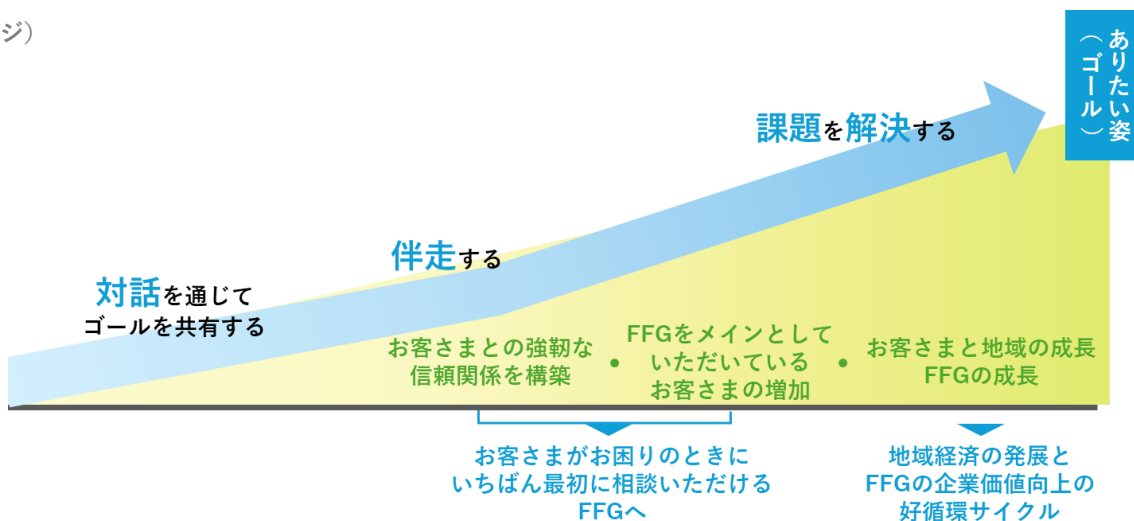 ジ）
ありたい姿
（ゴール）
課題を解決する
伴走する
対話を通じて
ゴールを共有する
お客さまとの強靭な
信頼関係を構築
•
FFGをメインとして
いただいている
お客さまの増加
•
お客さまと地域の成長
FFGの成長
お客さまがお困りのときに
いちばん最初に相談いただける
FFGへ
地域経済の発展と
FFGの企業価値向上の
好循環サイクル